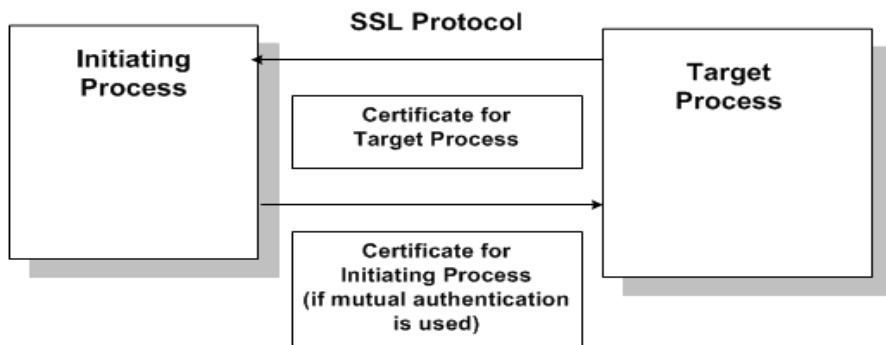 SSL Protocol
Initiating
Process
Target
Process
Certificate for
Target Process
Certificate for
Initiating Process
(if mutual authentication
is used)